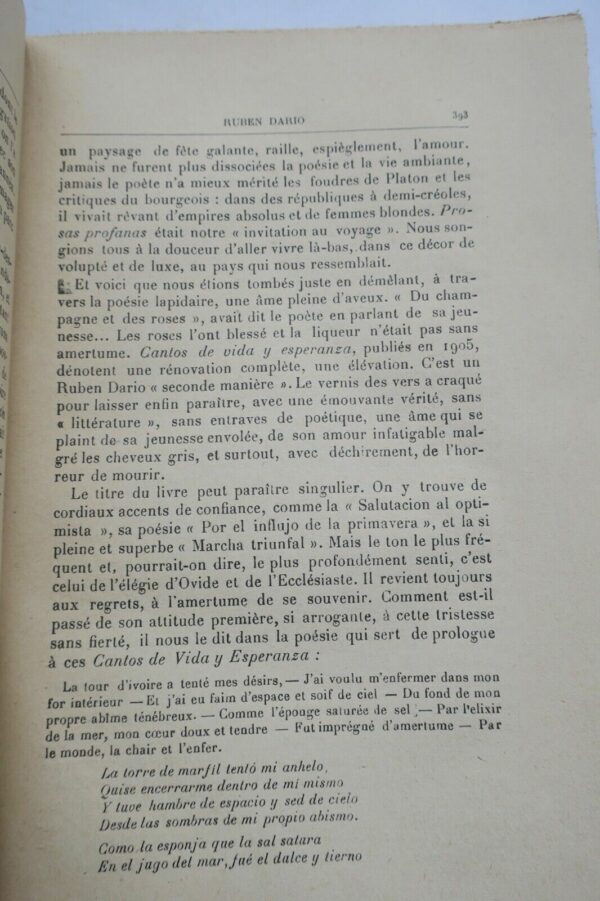 RUBEN DARIO 393
un paysage de fête galante, raille, espièglement, l'amour.
Jamais ne furent plus dissociées la poésie et la vie ambiante,
jamais le poète n'a mieux mérité les foudres de Platon et les
critiques du bourgeois : dans des républiques à demi-créoles,
il vivait rêvant d'empires absolus et de femmes blondes. Pro-
sas profanas était notre « invitation au voyage ». Nous son-
gions tous à la douceur d'aller vivre là-bas, dans ce décor de
volupté et de luxe, au pays qui nous ressemblait.
Et voici que nous étions tombés juste en démêlant, à tra-
vers la poésie lapidaire, une âme pleine d'aveux. « Du cham-
pagne et des roses », avait dit le poète en parlant de sa jeu-
nesse... Les roses l'ont blessé et la liqueur n'était pas sans
amertume. Cantos de vida y esperanza, publiés en 1905,
dénotent une rénovation complète, une élévation. C'est un
Ruben Dario « seconde manière ». Le vernis des vers a craqué
pour laisser enfin paraître, avec une émouvante vérité, sans
« littérature », sans entraves de poétique, une âme qui se
plaint de sa jeunesse envolée, de son amour infatigable mal-
gré les cheveux gris, et surtout, avec déchirement, de l'hor-
reur de mourir.
Le titre du livre peut paraître singulier. On y trouve de
cordiaux accents de confiance, comme la « Salutacion al opti-
mista », sa poésie « Por el influjo de la primavera », et la si
pleine et superbe « Marcha triunfal ». Mais le ton le plus fré-
quent et, pourrait-on dire, le plus profondément senti, c'est
celui de l'élégie d'Ovide et de l'Ecclésiaste. Il revient toujours
aux regrets, à l'amertume de se souvenir. Comment est-il
passé de son attitude première, si arrogante, à cette tristesse
sans fierté, il nous le dit dans la poésie qui sert de prologue
à ces Cantos de Vida y Esperanza :
La tour d'ivoire a tenté mes désirs, — J'ai voulu m'enfermer dans mon
for intérieur — Et j'ai eu faim d'espace et soif de ciel — Du fond de mon
propre abîme ténébreux. — Comme l'éponge saturée de sel — Par l'elixir
de la mer, mon cœur doux et tendre — Fut imprégné d'amertume — Par
le monde, la chair et l'enfer.
La torre de marfil tentó mi anhelo,
Quise encerrarme dentro de mí mismo
Y tuve hambre de espacio y sed de cielo
Desde las sombras de mi propio abismo.
Como la esponja que la sal satura
En el jugo del mar, fué el dulce y tierno